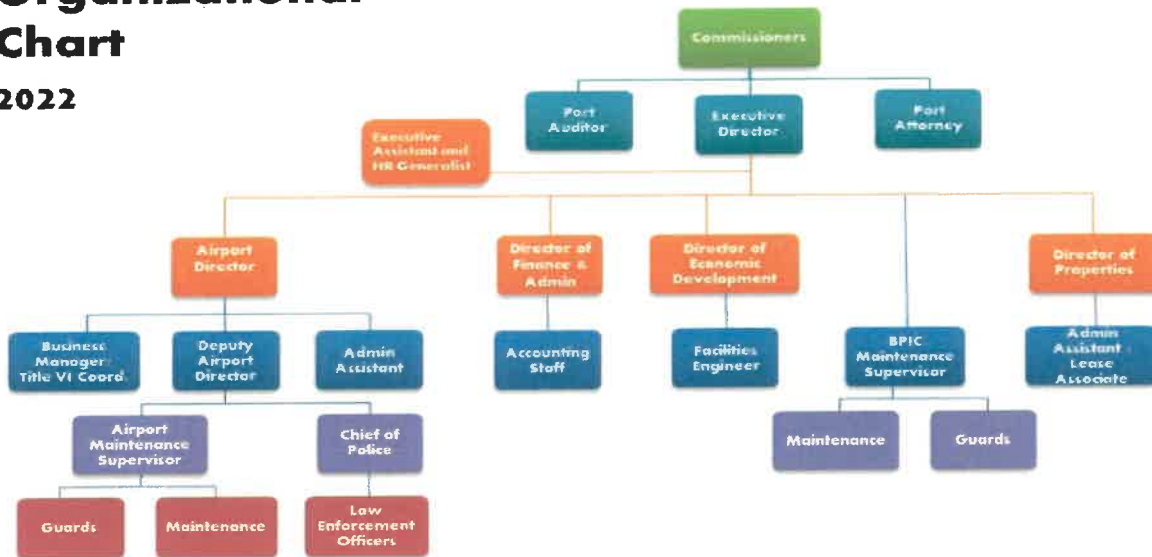 Organizational
Chart
2022
Commissioners
Port
Auditor
Executive
Director
Port
Attorney
Executive
Assistant and
HR Generalist
Airport
Director
Director of
Finance &
Admin
Director of
Economic
Development
Director of
Properties
Business
Manager
Title VI Coord.
Deputy
Airport
Director
Admin
Assistant
Accounting
Staff
Facilities
Engineer
BPIC
Maintenance
Supervisor
Admin
Assistant
Lease
Associate
Airport
Maintenance
Supervisor
Chief of
Police
Maintenance
Guards
Guards
Maintenance
Law
Enforcement
Officers